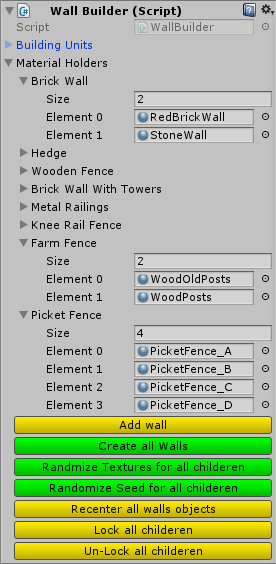 Wall Builder (Script)
Script WallBuilder
Building Units
Material Holders
Brick Wall
Size 2
Element 0 RedBrickWall
Element 1 StoneWall
Hedge
Wooden Fence
Brick Wall With Towers
Metal Railings
Knee Rail Fence
Farm Fence
Size 2
Element 0 WoodOldPosts
Element 1 WoodPosts
Picket Fence
Size 4
Element 0 PicketFence_A
Element 1 PicketFence_B
Element 2 PicketFence_C
Element 3 PicketFence_D
Add wall
Create all Walls
Randmize Textures for all childeren
Randomize Seed for all childeren
Recenter all walls objects
Lock all childeren
Un-Lock all childeren